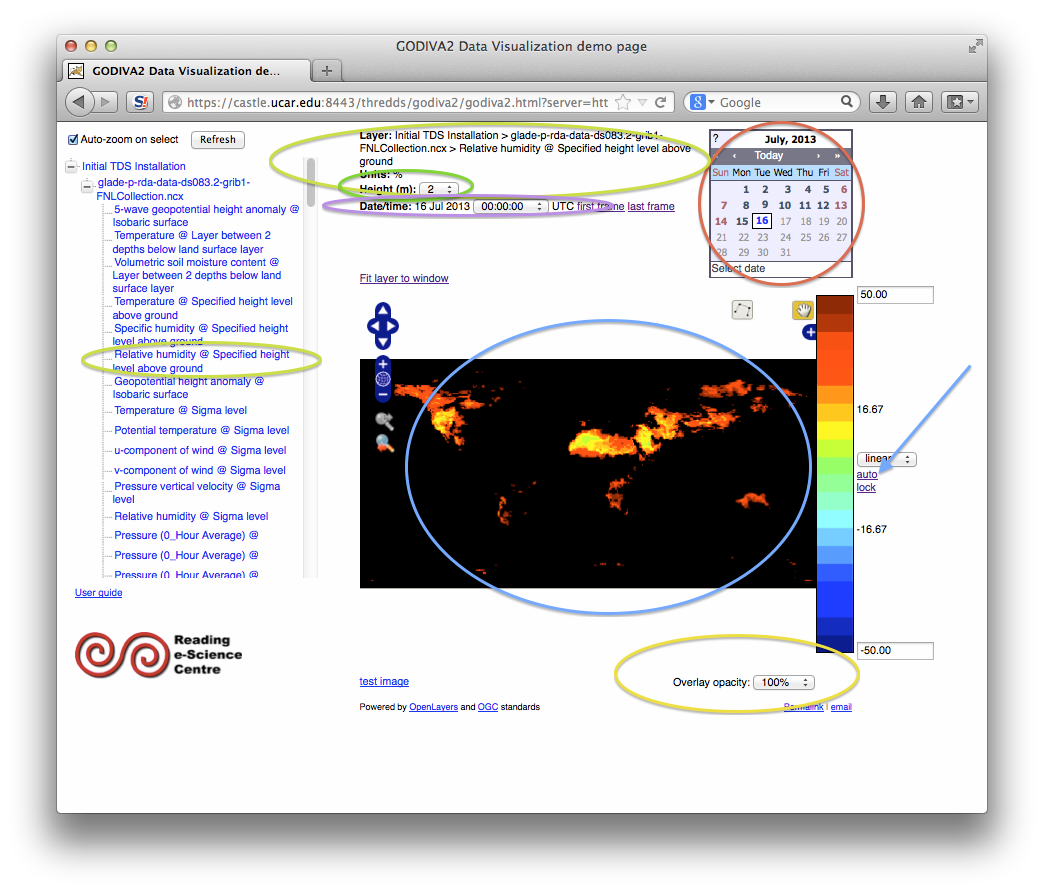 GODIVA2 Data Visualization demo page
GODIVA2 Data Visualization de...
https://castle.ucar.edu:8443/thredds/godiva2/godiva2.html?server=htt
Google
Auto-zoom on select
Refresh
Initial TDS Installation
glade-p-rda-data-ds083.2-grib1-
FNLCollection.ncx
5-wave geopotential height anomaly @
Isobaric surface
Temperature @ Layer between 2
depths below land surface layer
Volumetric soil moisture content @
Layer between 2 depths below land
surface layer
Temperature @ Specified height level
above ground
Specific humidity @ Specified height
level above ground
Relative humidity @ Specified height
level above ground
Geopotential height anomaly @
Isobaric surface
Temperature @ Sigma level
Potential temperature @ Sigma level
u-component of wind @ Sigma level
v-component of wind @ Sigma level
Pressure vertical velocity @ Sigma
level
Relative humidity @ Sigma level
Pressure (0_Hour Average) @
Pressure (0_Hour Average) @
Pressure (0_Hour Average) @
User guide
Reading
e-Science
Centre
Layer: Initial TDS Installation > glade-p-rda-data-ds083.2-grib1-
FNLCollection.ncx > Relative humidity @ Specified height level above
ground
Units: %
Height (m): 2
Date/time: 16 Jul 2013 00:00:00 UTC first frame last frame
Fit layer to window
? July, 2013
« ‹ Today › »
Sun Mon Tue Wed Thu Fri Sat
1 2 3 4 5 6
7 8 9 10 11 12 13
14 15 16 17 18 19 20
21 22 23 24 25 26 27
28 29 30 31
Select date
50.00
16.67
linear
auto
lock
-16.67
-50.00
test image
Overlay opacity: 100%
Powered by OpenLayers and OGC standards
Permalink | email